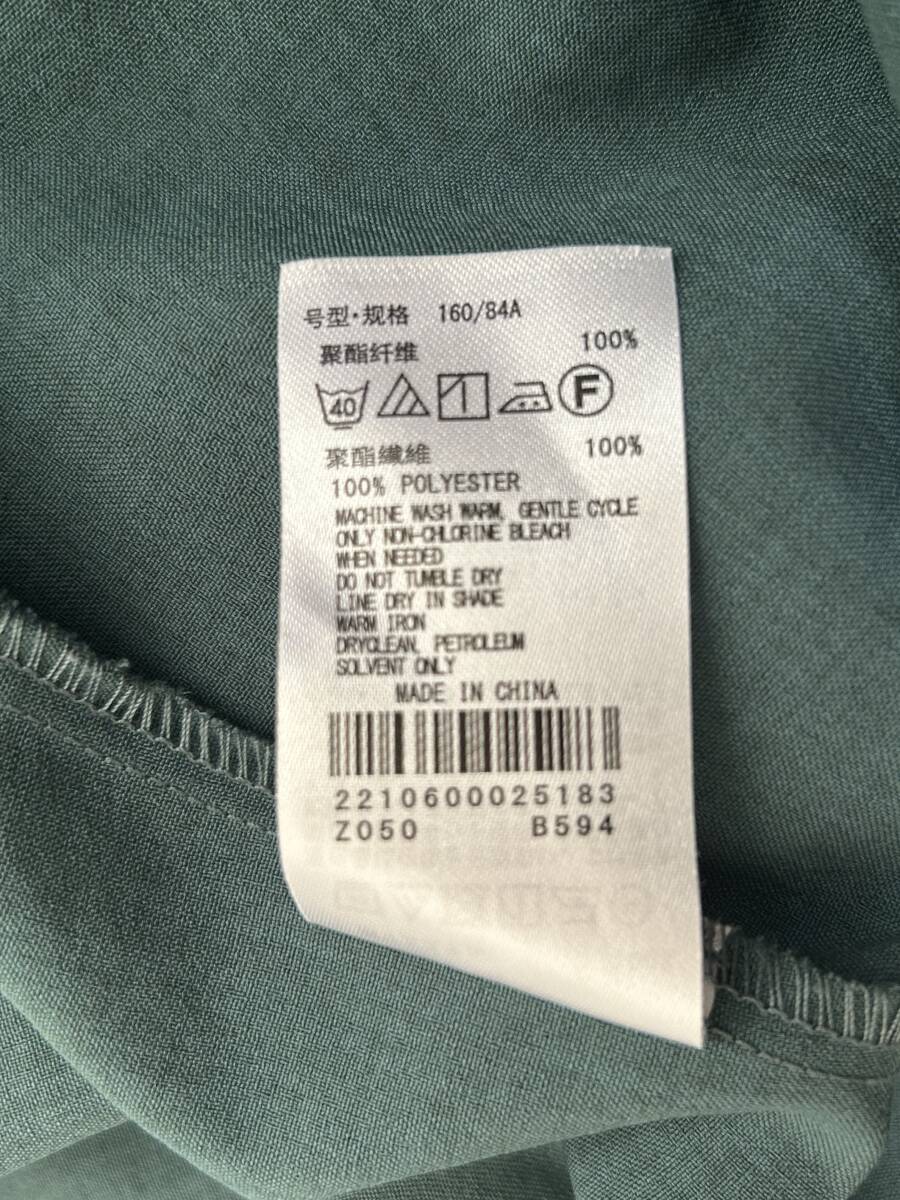 号型·规格 160/84A
聚酯纤维 100%
40 F
聚酯纖維 100%
100% POLYESTER
MACHINE WASH WARM, GENTLE CYCLE
ONLY NON-CHLORINE BLEACH
WHEN NEEDED
DO NOT TUMBLE DRY
LINE DRY IN SHADE
WARM IRON
DRYCLEAN, PETROLEUM
SOLVENT ONLY
MADE IN CHINA
2210600025183
Z050 B594